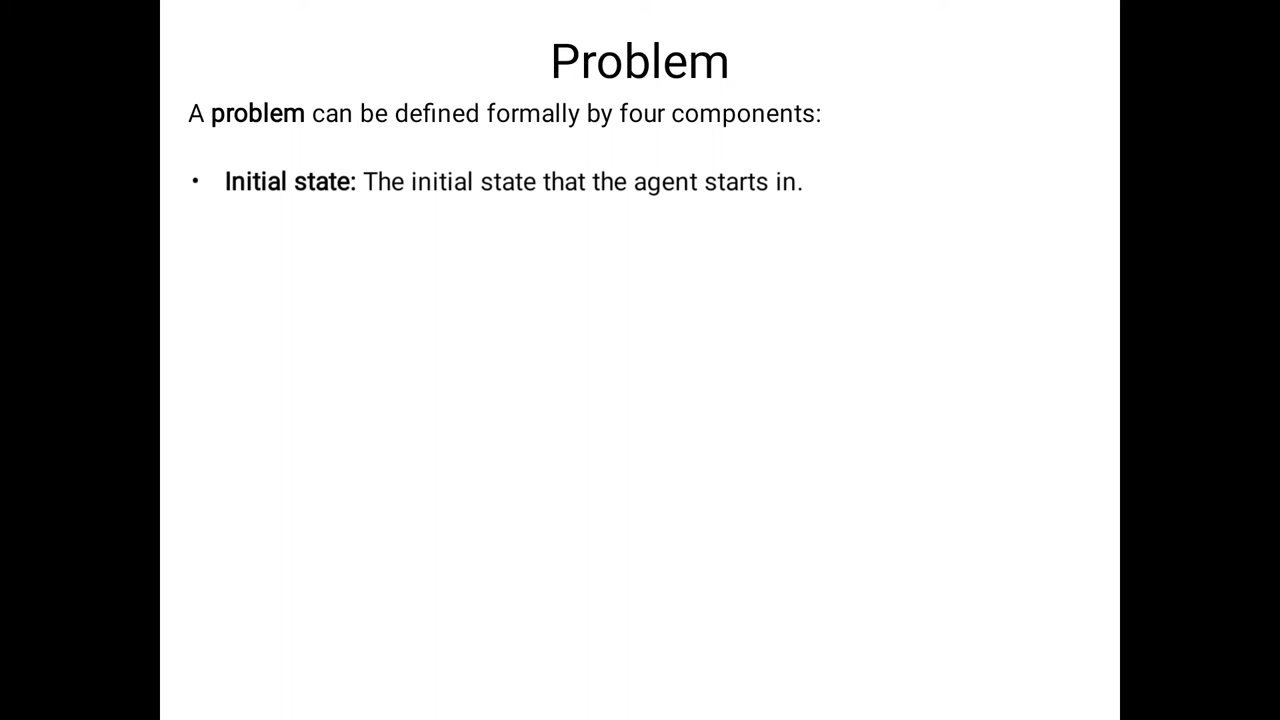 Problem
A problem can be defined formally by four components:
• Initial state: The initial state that the agent starts in.